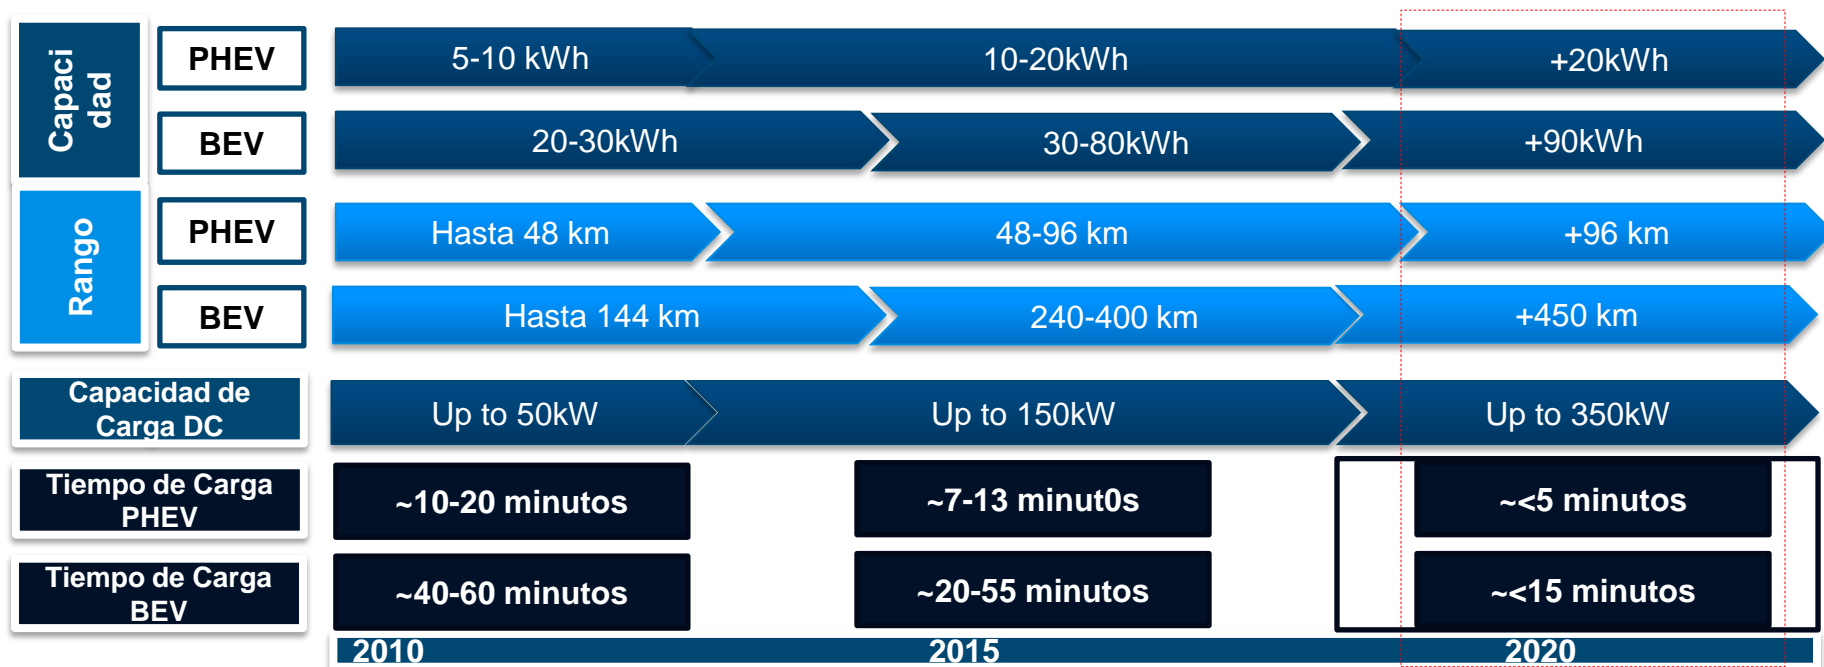 Capaci
dad
PHEV
5-10 kWh
10-20kWh
+20kWh
BEV
20-30kWh
30-80kWh
+90kWh
Rango
PHEV
Hasta 48 km
48-96 km
+96 km
BEV
Hasta 144 km
240-400 km
+450 km
Capacidad de
Carga DC
Up to 50kW
Up to 150kW
Up to 350kW
Tiempo de Carga
PHEV
~10-20 minutos
~7-13 minut0s
~<5 minutos
Tiempo de Carga
BEV
~40-60 minutos
~20-55 minutos
~<15 minutos
2010
2015
2020